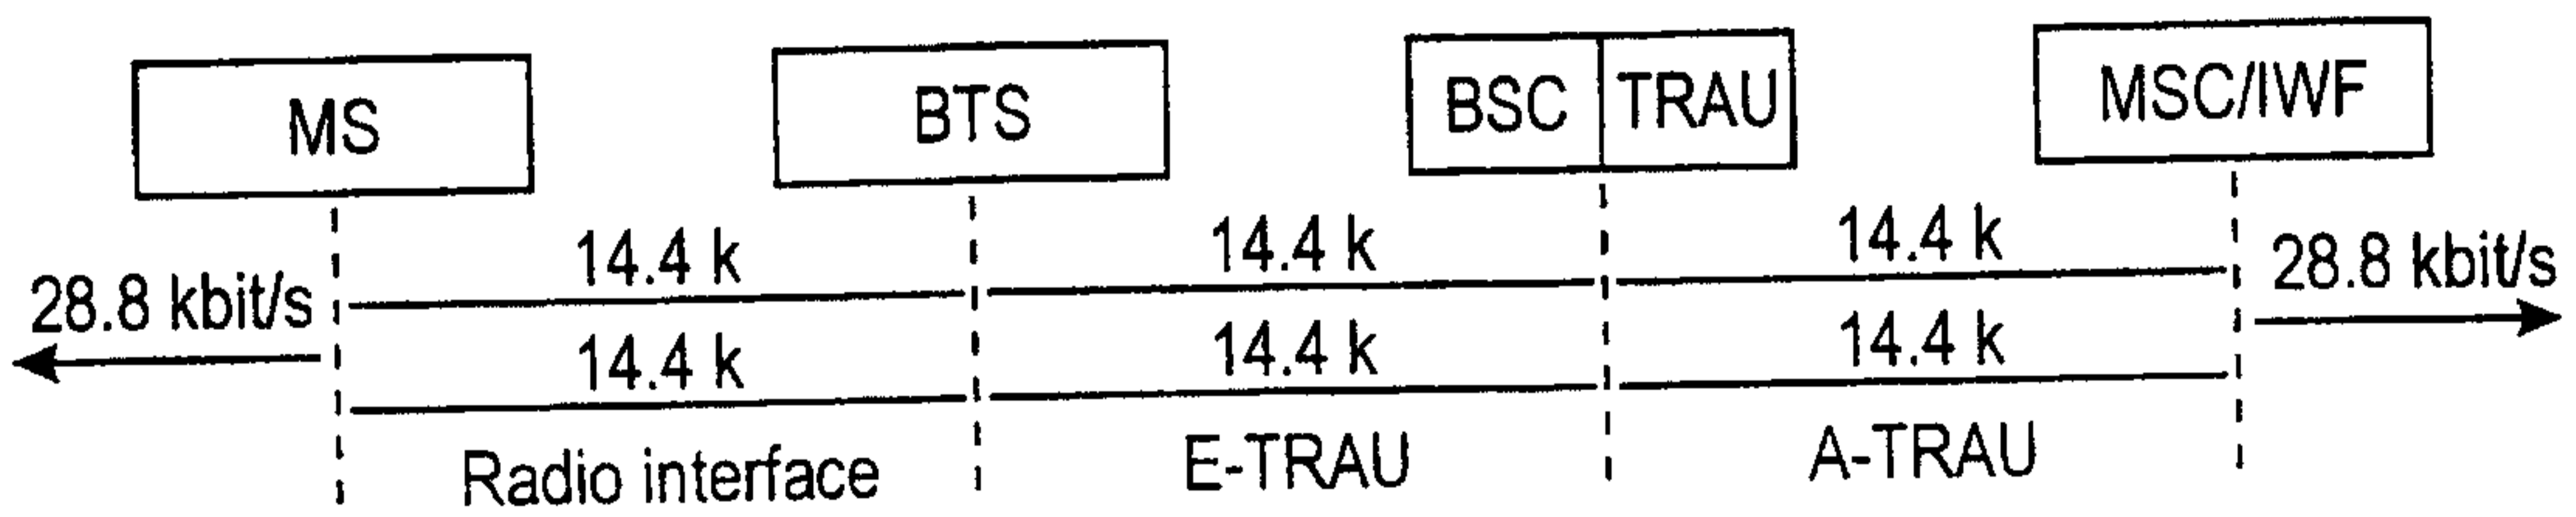 MS BTS BSC TRAU MSC/IWF
14.4 k 14.4 k 14.4 k
28.8 kbit/s 28.8 kbit/s
14.4 k 14.4 k 14.4 k
Radio interface E-TRAU A-TRAU